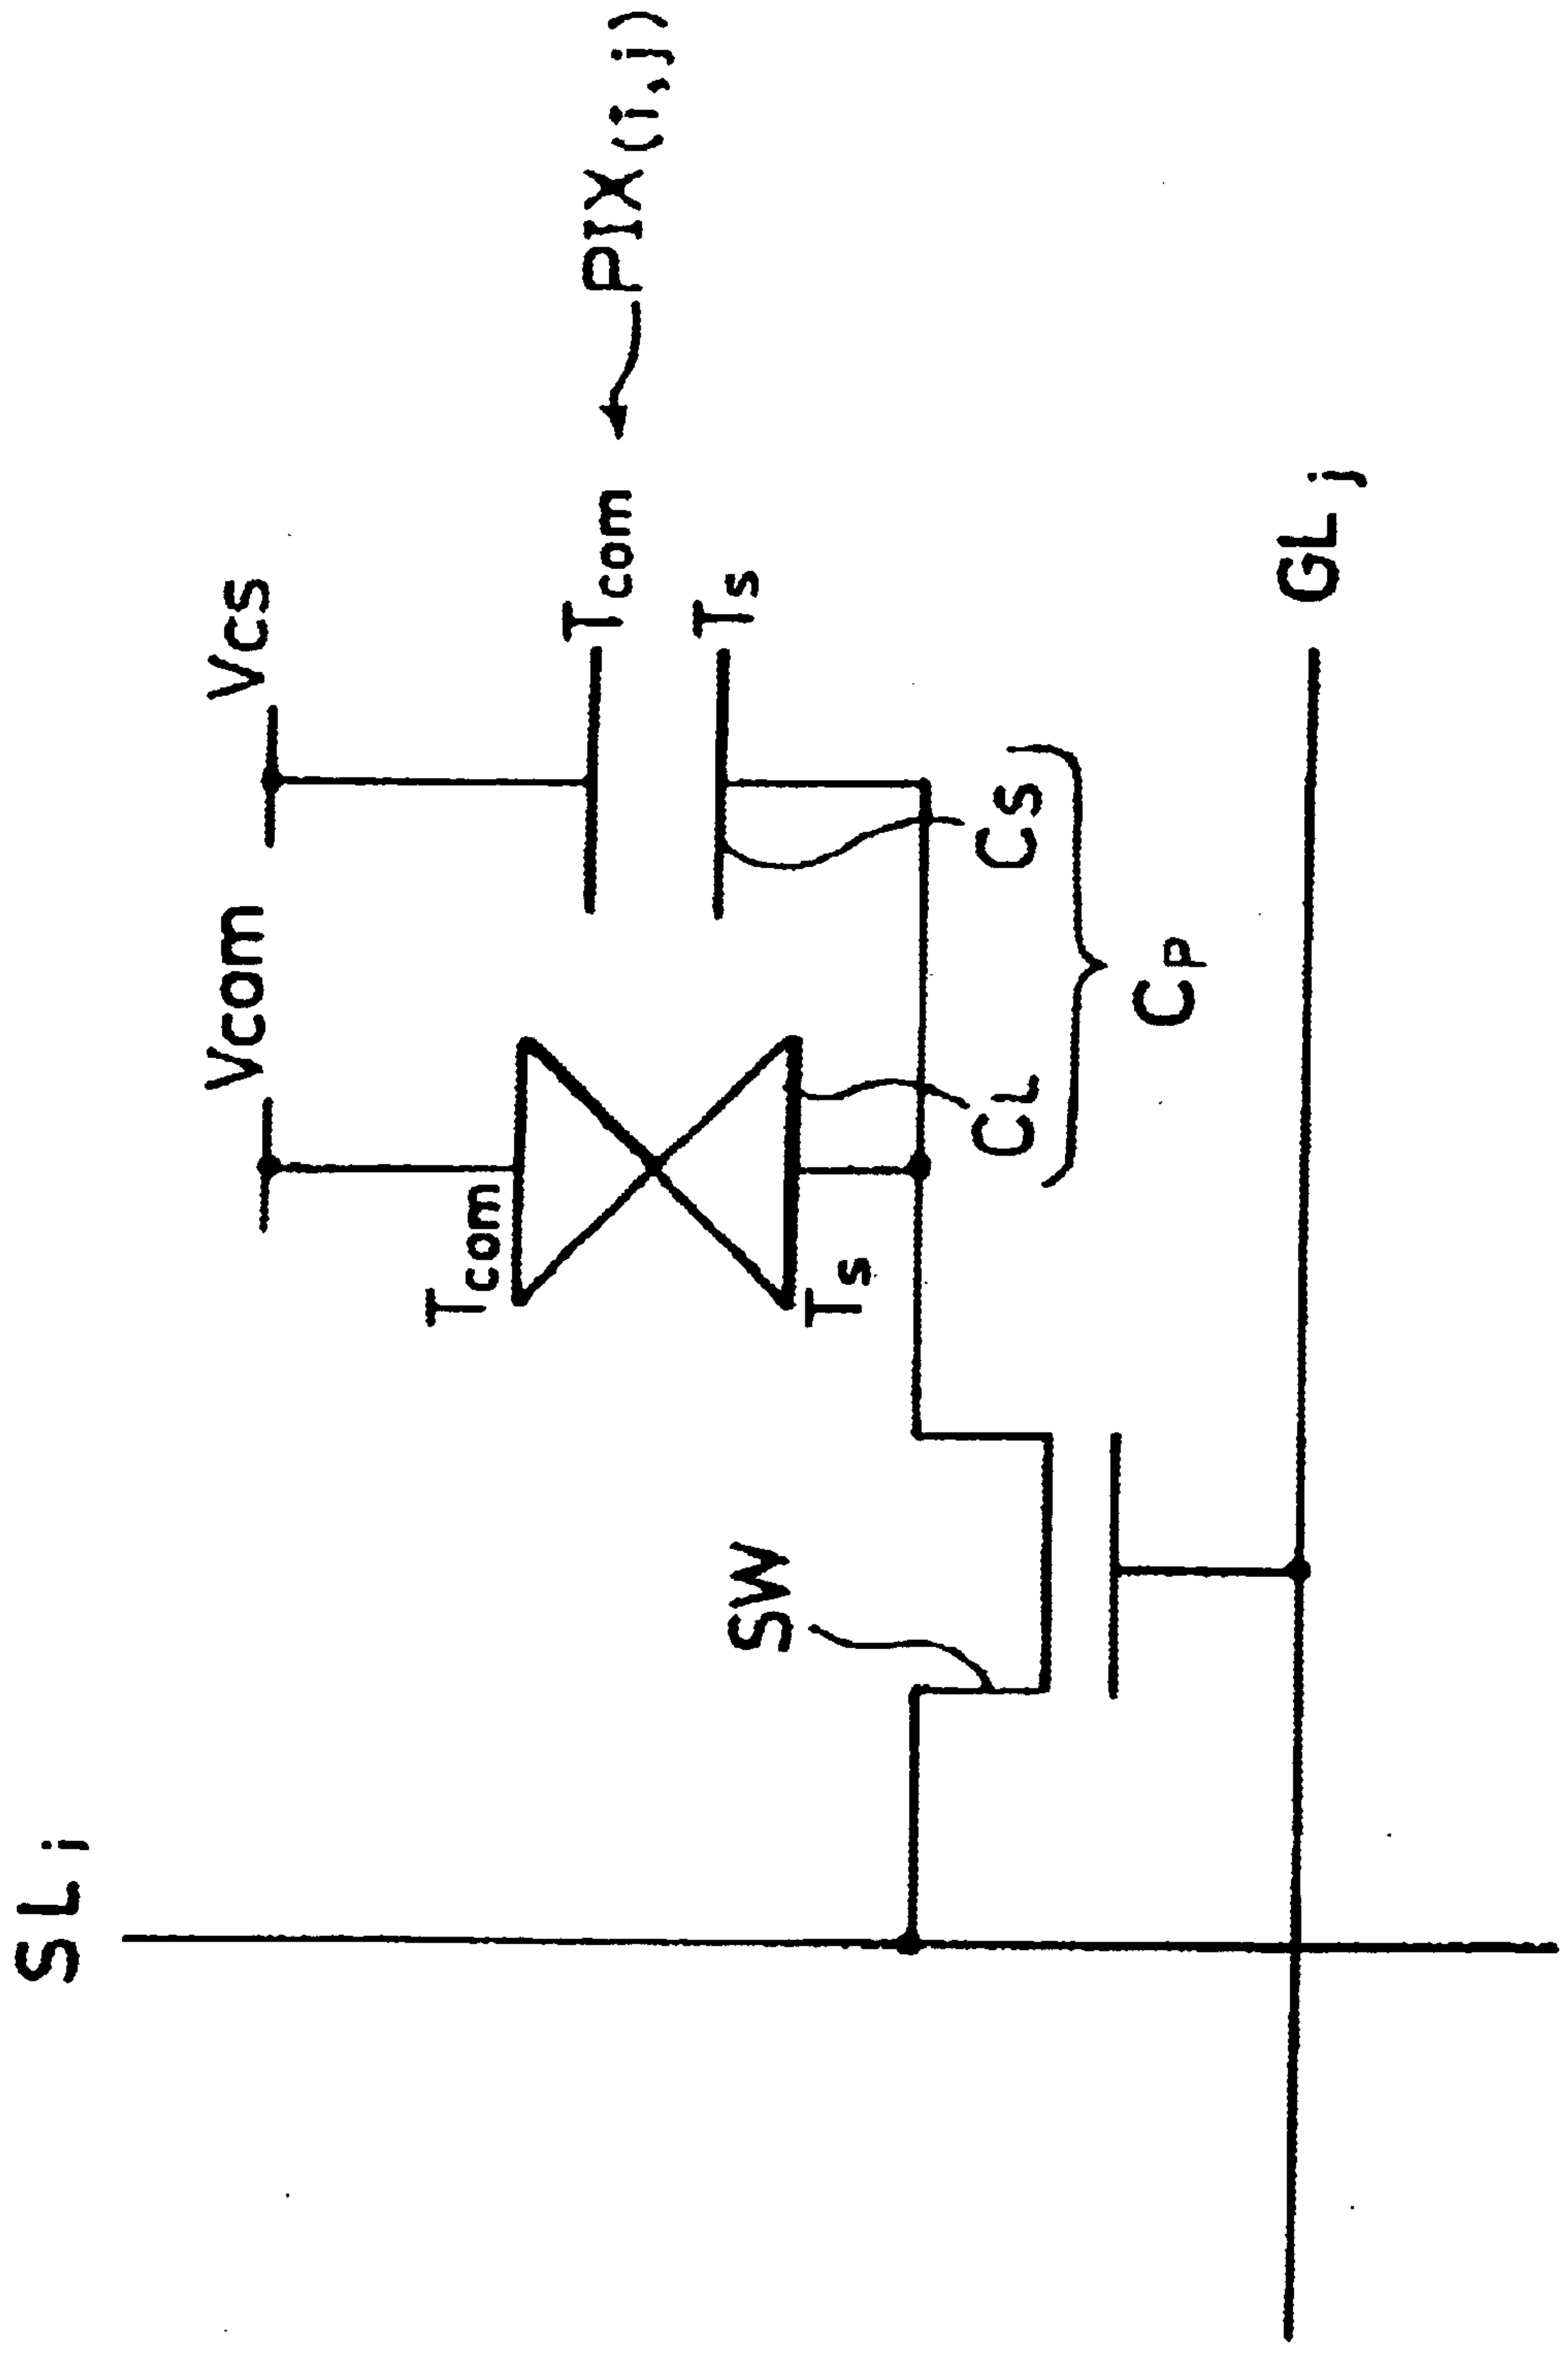 SLi
Vcom
Vcs
Tcom
Tcom
PIX(i,j)
Ts
SW
Ts
CL
CS
CP
GLj